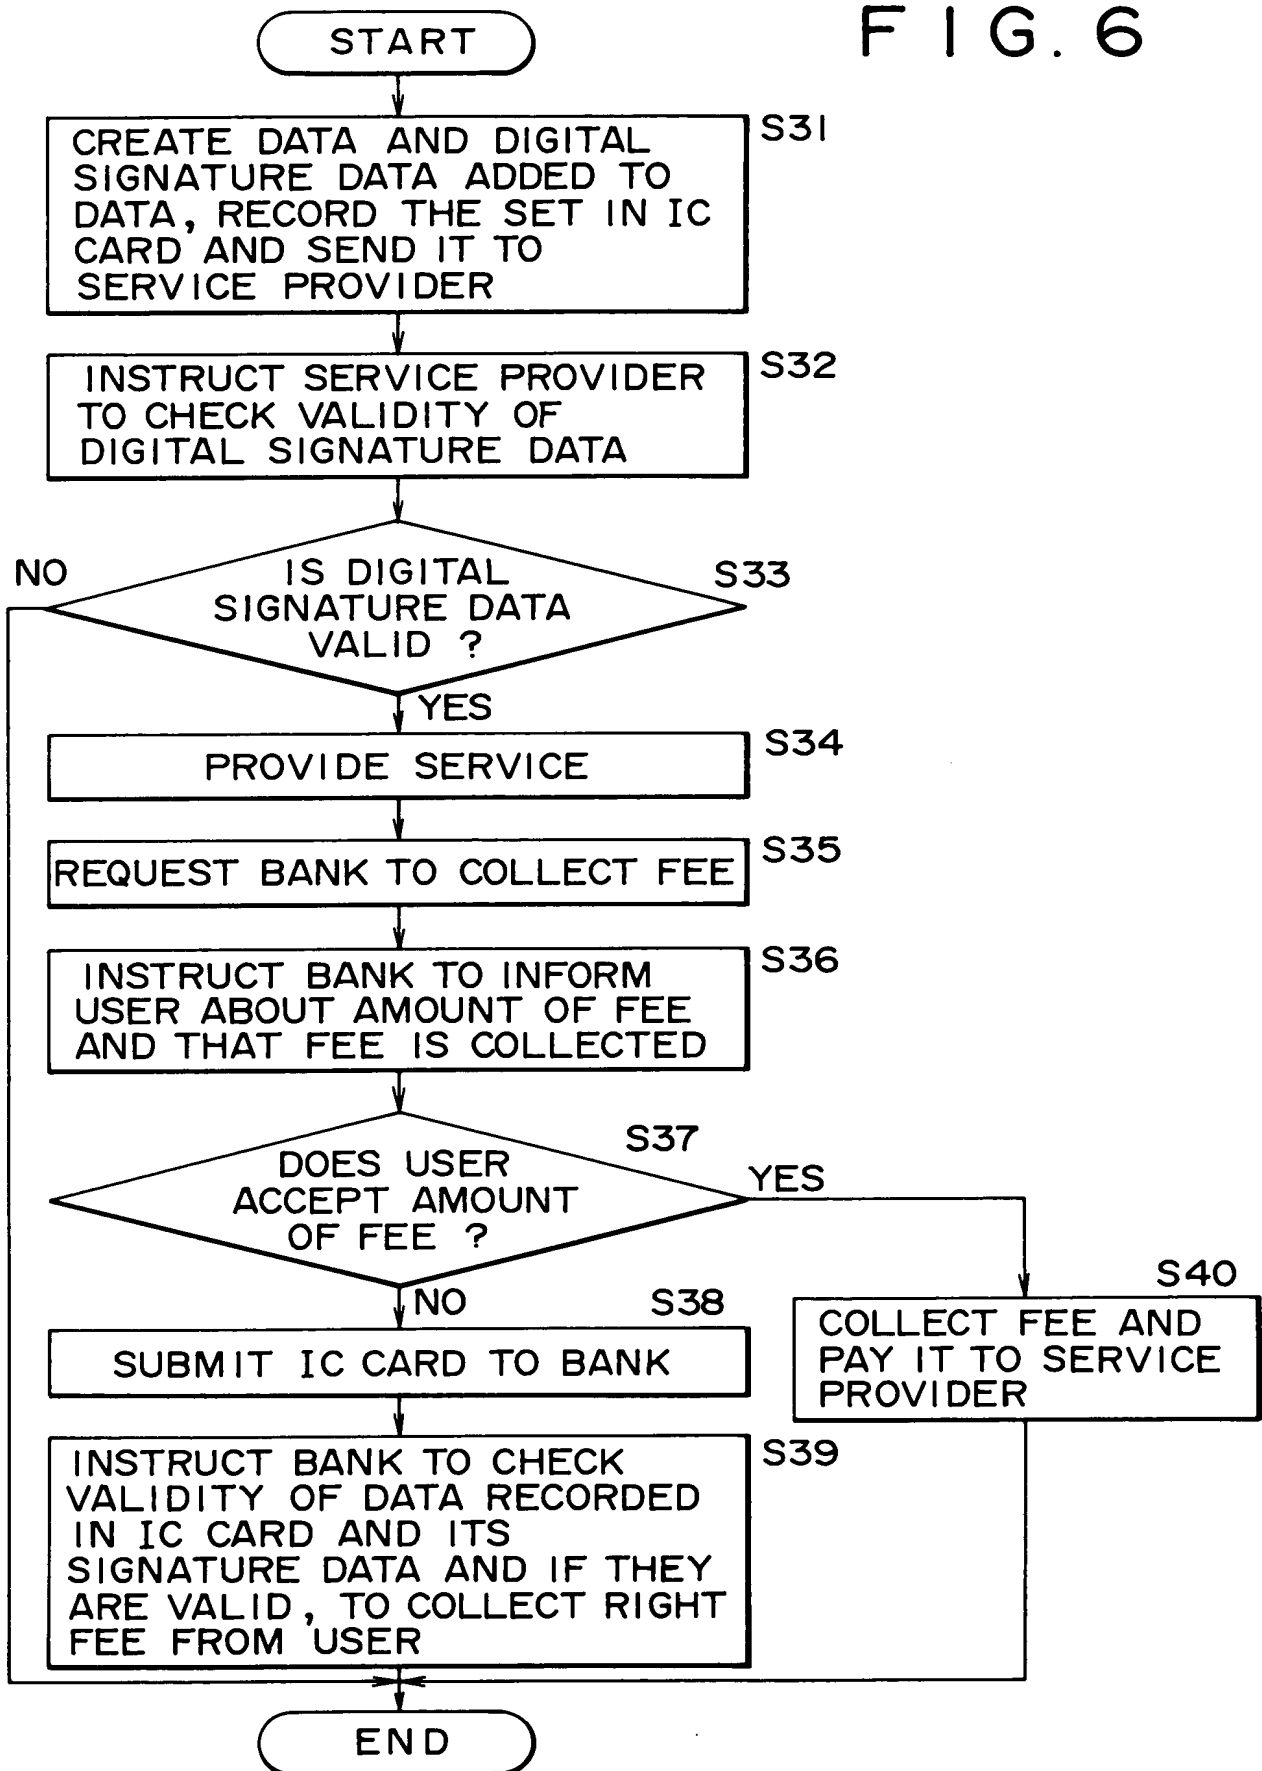 FIG. 6
START
S31
CREATE DATA AND DIGITAL
SIGNATURE DATA ADDED TO
DATA, RECORD THE SET IN IC
CARD AND SEND IT TO
SERVICE PROVIDER
S32
INSTRUCT SERVICE PROVIDER
TO CHECK VALIDITY OF
DIGITAL SIGNATURE DATA
NO
S33
IS DIGITAL
SIGNATURE DATA
VALID ?
YES
S34
PROVIDE SERVICE
S35
REQUEST BANK TO COLLECT FEE
S36
INSTRUCT BANK TO INFORM
USER ABOUT AMOUNT OF FEE
AND THAT FEE IS COLLECTED
S37
DOES USER
ACCEPT AMOUNT
OF FEE ?
YES
NO
S38
SUBMIT IC CARD TO BANK
S40
COLLECT FEE AND
PAY IT TO SERVICE
PROVIDER
S39
INSTRUCT BANK TO CHECK
VALIDITY OF DATA RECORDED
IN IC CARD AND ITS
SIGNATURE DATA AND IF THEY
ARE VALID, TO COLLECT RIGHT
FEE FROM USER
END